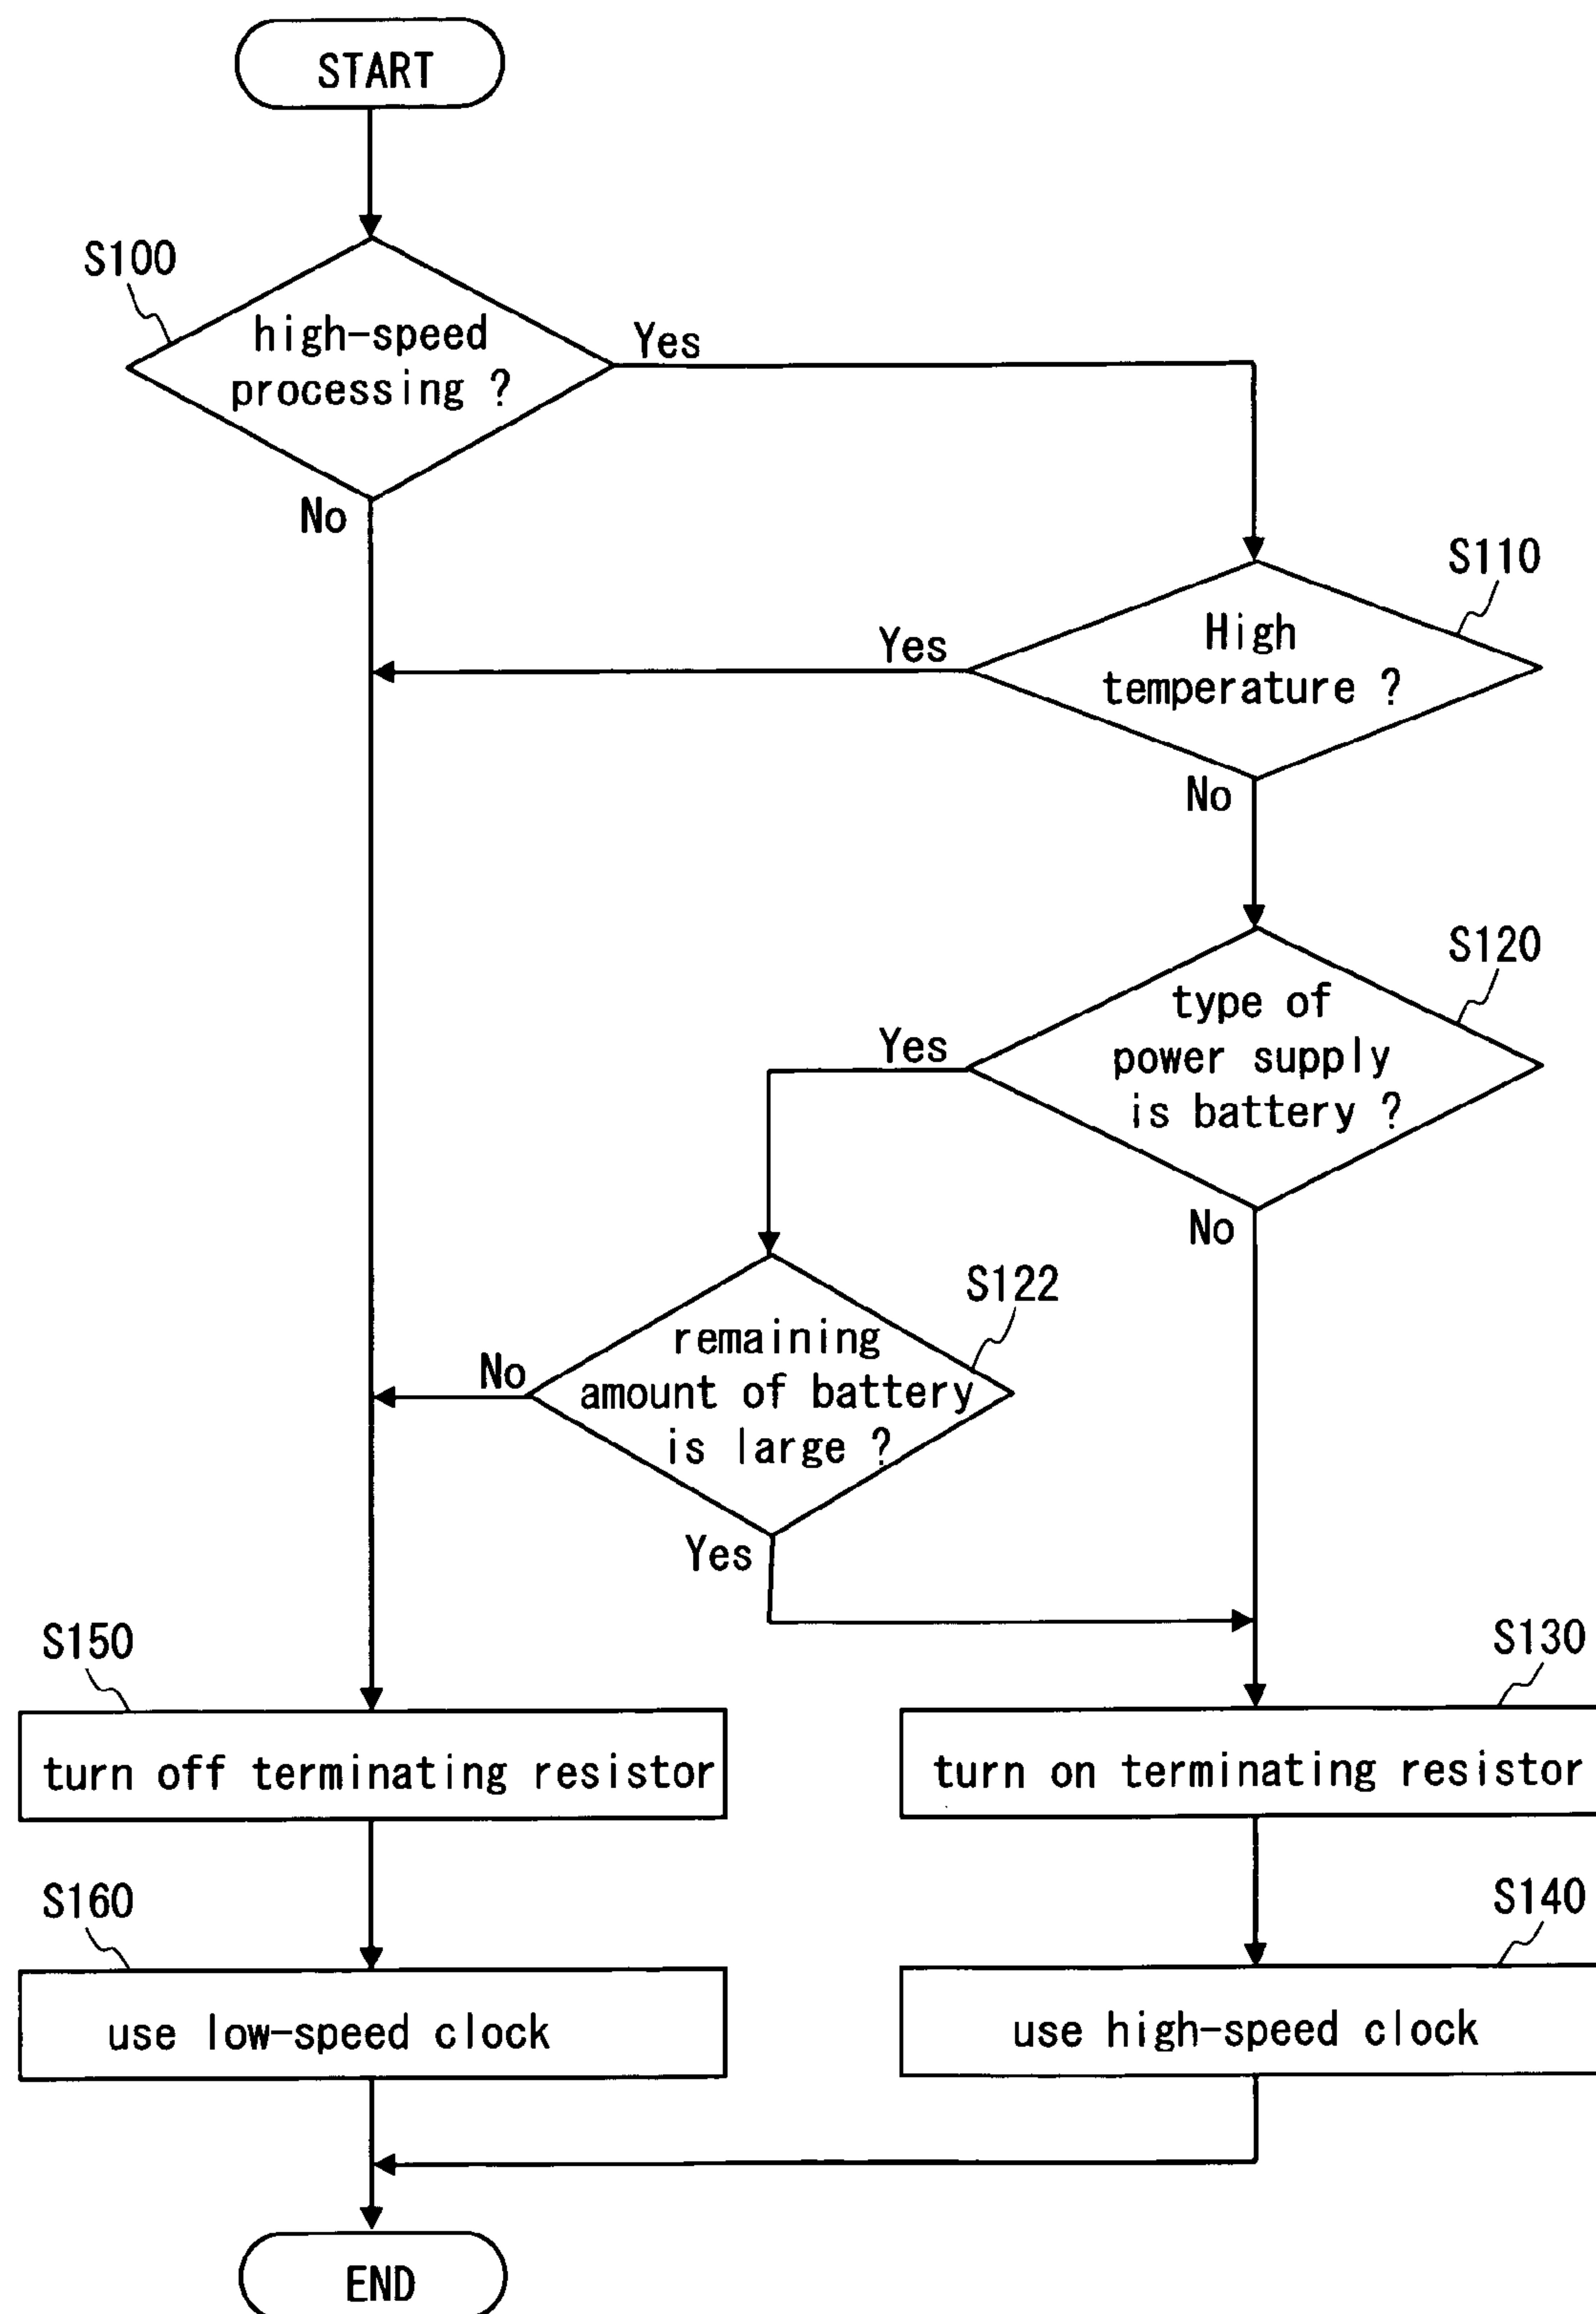 START
S100
high-speed
processing ?
Yes
No
S110
High
temperature ?
Yes
No
S120
type of
power supply
is battery ?
Yes
No
S122
remaining
amount of battery
is large ?
No
Yes
S150
turn off terminating resistor
S130
turn on terminating resistor
S160
use low-speed clock
S140
use high-speed clock
END